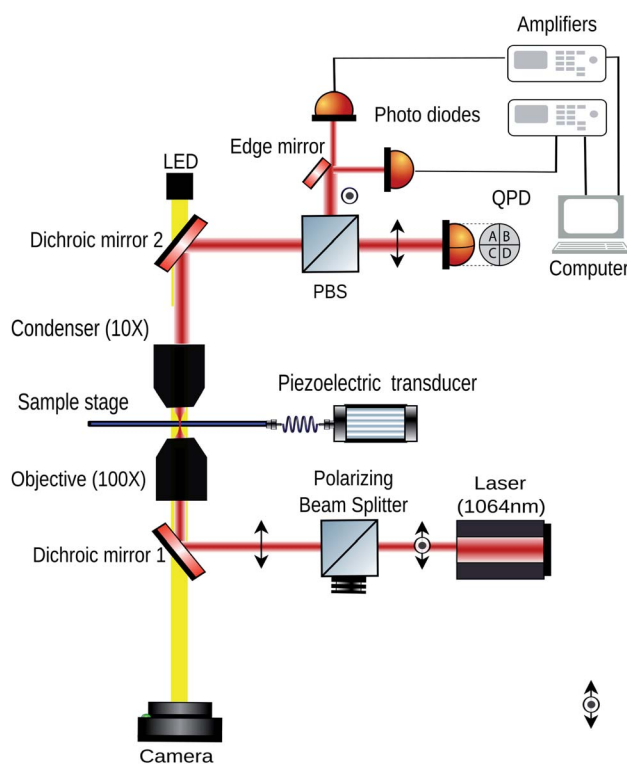 Amplifiers
Photo diodes
Edge mirror
LED
QPD
Dichroic mirror 2
A B
C D
PBS
Computer
Condenser (10X)
Piezoelectric transducer
Sample stage
Objective (100X)
Polarizing
Beam Splitter
Laser
(1064nm)
Dichroic mirror 1
Camera